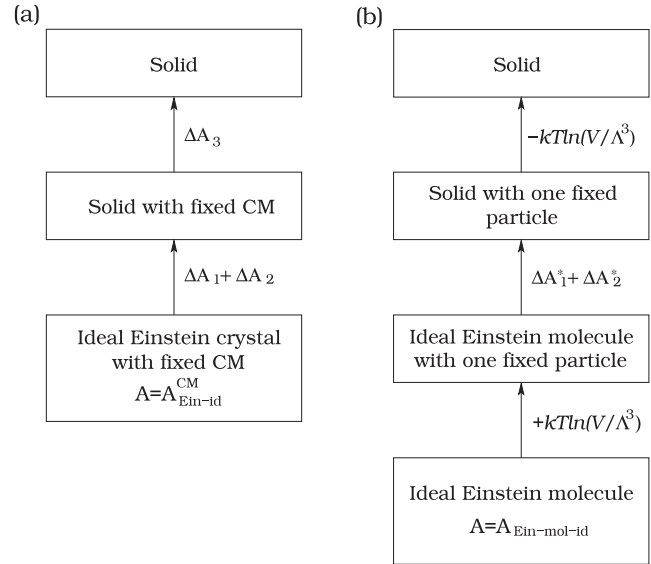 (a)
Solid
ΔA₃
Solid with fixed CM
ΔA₁+ ΔA₂
Ideal Einstein crystal
with fixed CM
A=A^CM_Ein−id
(b)
Solid
−kTln(V/Λ³)
Solid with one fixed
particle
ΔA*₁+ ΔA*₂
Ideal Einstein molecule
with one fixed particle
+kTln(V/Λ³)
Ideal Einstein molecule
A=A_Ein−mol−id